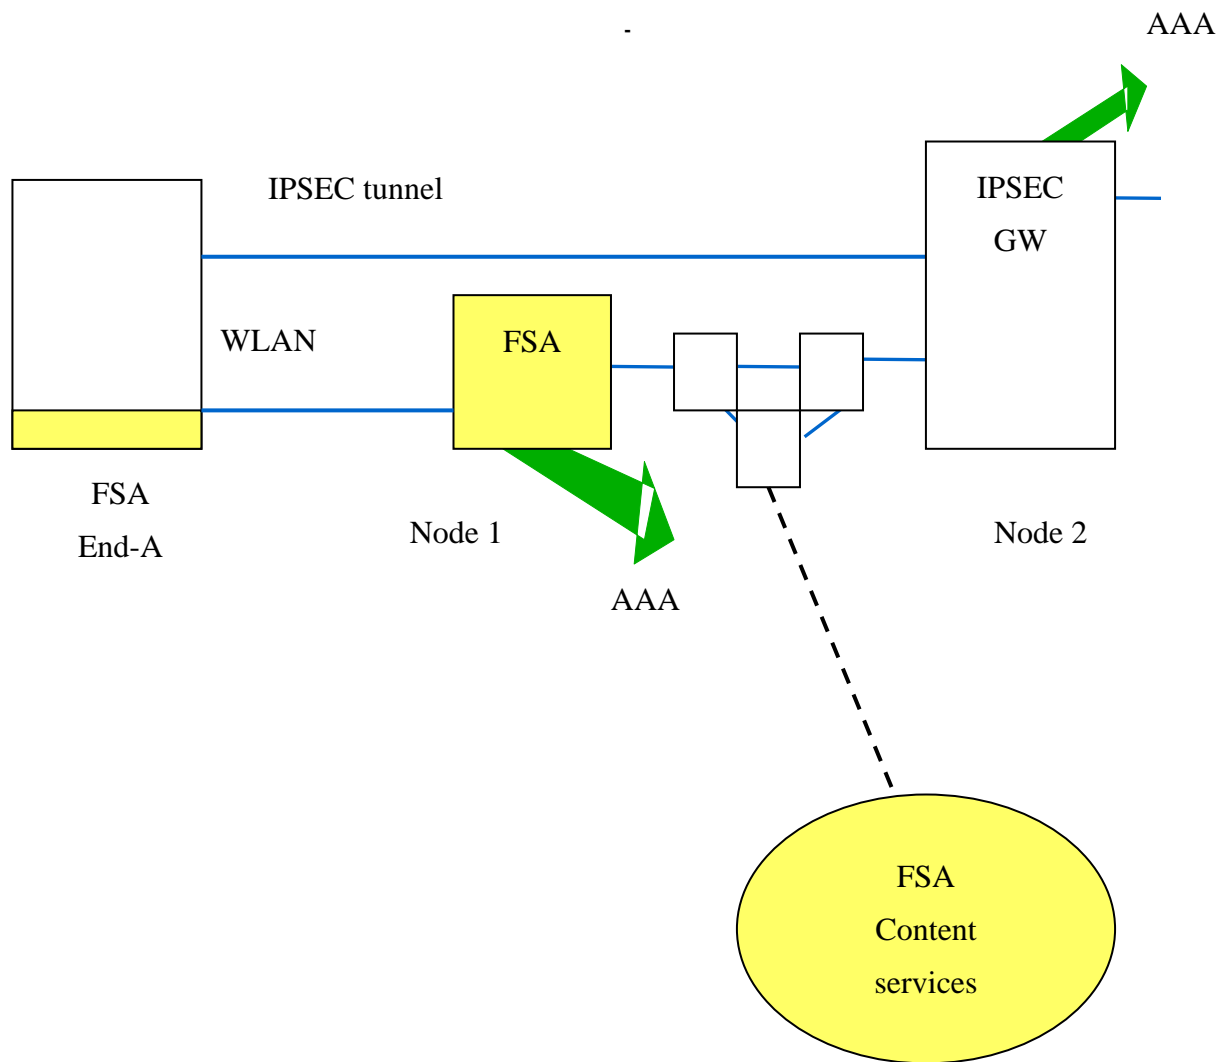 -
AAA
IPSEC tunnel
IPSEC
GW
WLAN
FSA
FSA
End-A
Node 1
Node 2
AAA
FSA
Content
services